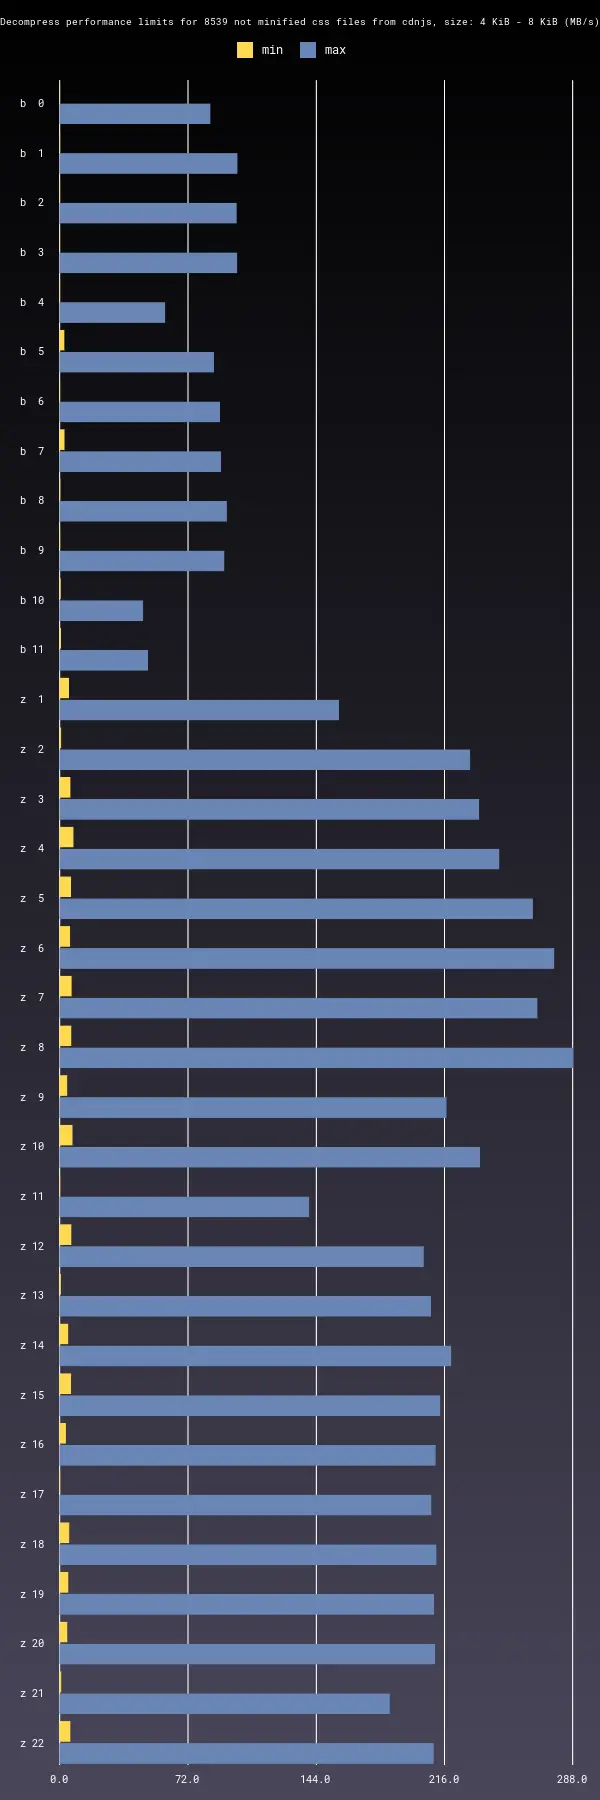 Decompress performance limits for 8539 not minified css files from cdnjs, size: 4 KiB - 8 KiB (MB/s)
min max
b 0
b 1
b 2
b 3
b 4
b 5
b 6
b 7
b 8
b 9
b 10
b 11
z 1
z 2
z 3
z 4
z 5
z 6
z 7
z 8
z 9
z 10
z 11
z 12
z 13
z 14
z 15
z 16
z 17
z 18
z 19
z 20
z 21
z 22
0.0 72.0 144.0 216.0 288.0